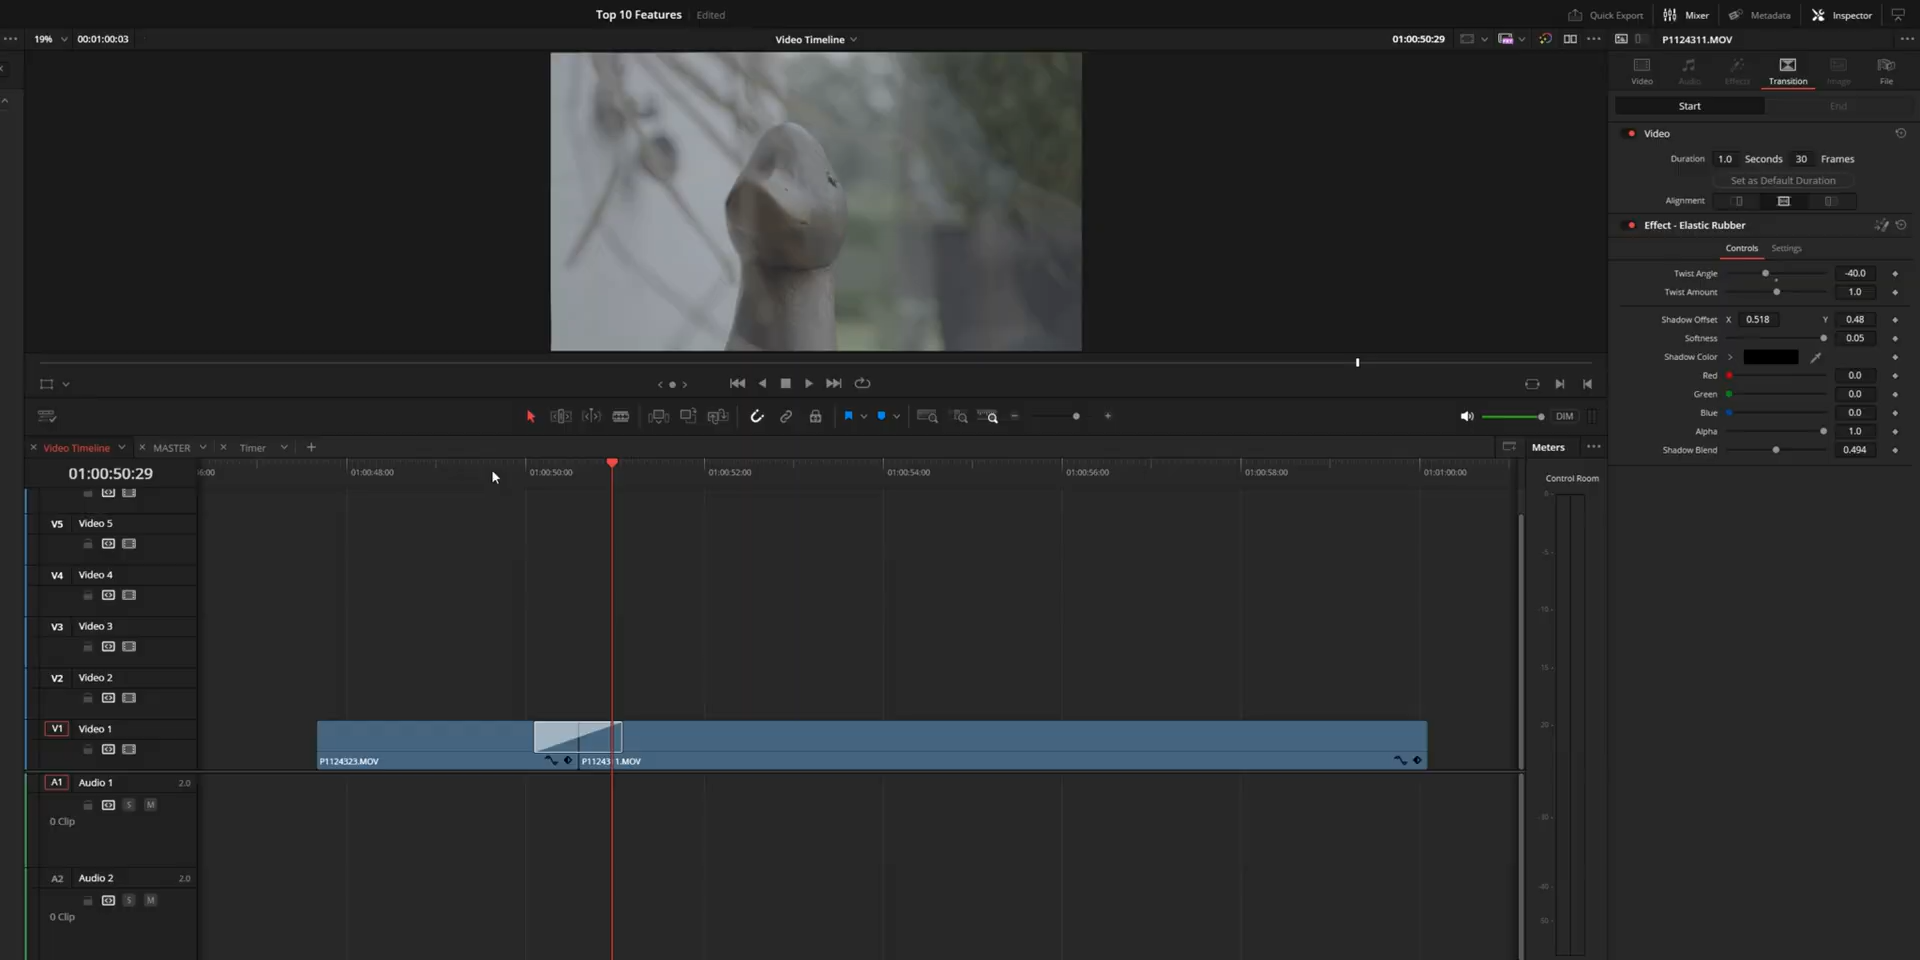 Top 10 Features Edited
Quick Export Mixer Metadata Inspector
19% 00:01:00:03 Video Timeline 01:00:50:29 P1124311.MOV
Video Audio Effects Transition Image File
Start End
Video
Duration 1.0 Seconds 30 Frames
Set as Default Duration
Alignment
Effect - Elastic Rubber
Controls Settings
Twist Angle -40.0
Twist Amount 1.0
Shadow Offset X 0.518 Y 0.48
Softness 0.05
Shadow Color
Red 0.0
Green 0.0
Blue 0.0
Alpha 1.0
Shadow Blend 0.494
DIM
Video Timeline MASTER Timer Meters
01:00:50:29 01:00:48:00 01:00:50:00 01:00:52:00 01:00:54:00 01:00:56:00 01:00:58:00 01:01:00:00
Control Room
V5 Video 5
V4 Video 4
V3 Video 3
V2 Video 2
V1 Video 1
P1124323.MOV
A1 Audio 1 2.0
S M
0 Clip
A2 Audio 2 2.0
S M
0 Clip
0
-5
-10
15
20
-30
-40
50